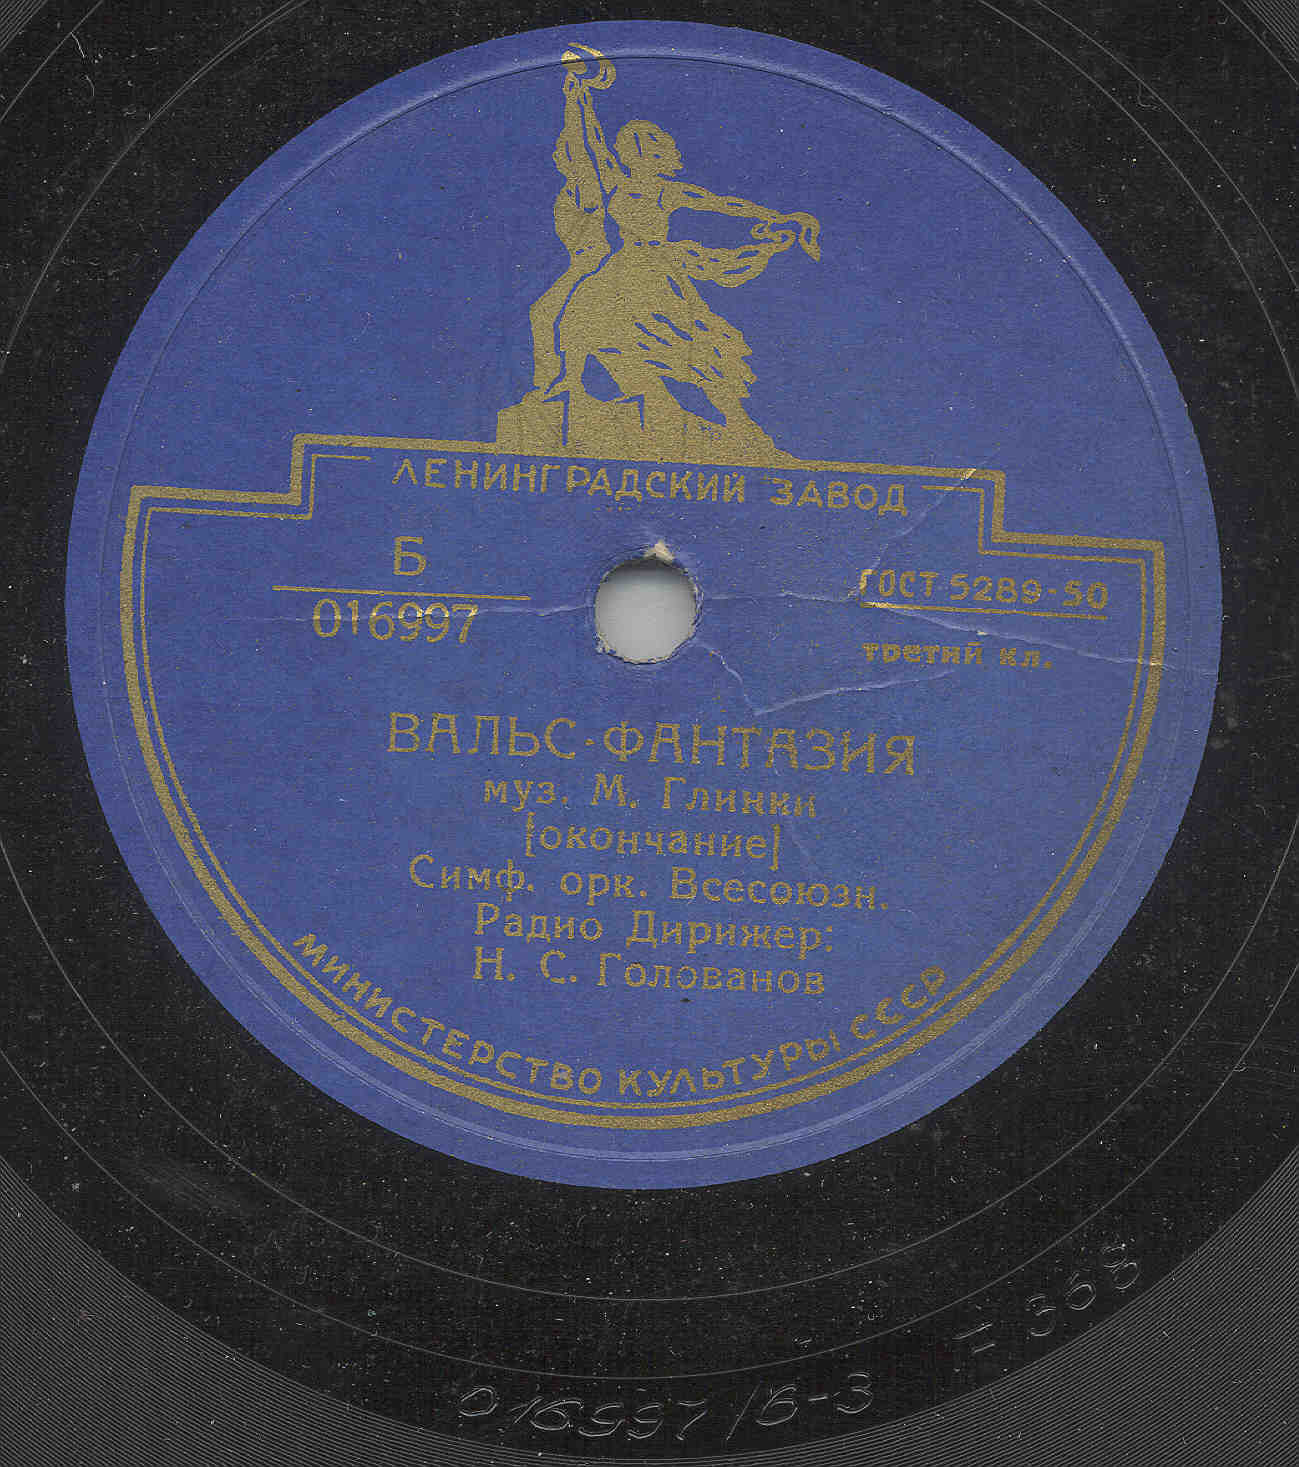 ЛЕНИНГРАДСКИЙ ЗАВОД
Б
016997
ГОСТ-5289-50
третий кл.
ВАЛЬС-ФАНТАЗИЯ
муз. М. Глинки
[окончание]
Симф. орк. Всесоюзн.
Радио Дирижер:
Н. С. Голованов
МИНИСТЕРСТВО КУЛЬТУРЫ СССР
016997/6-3